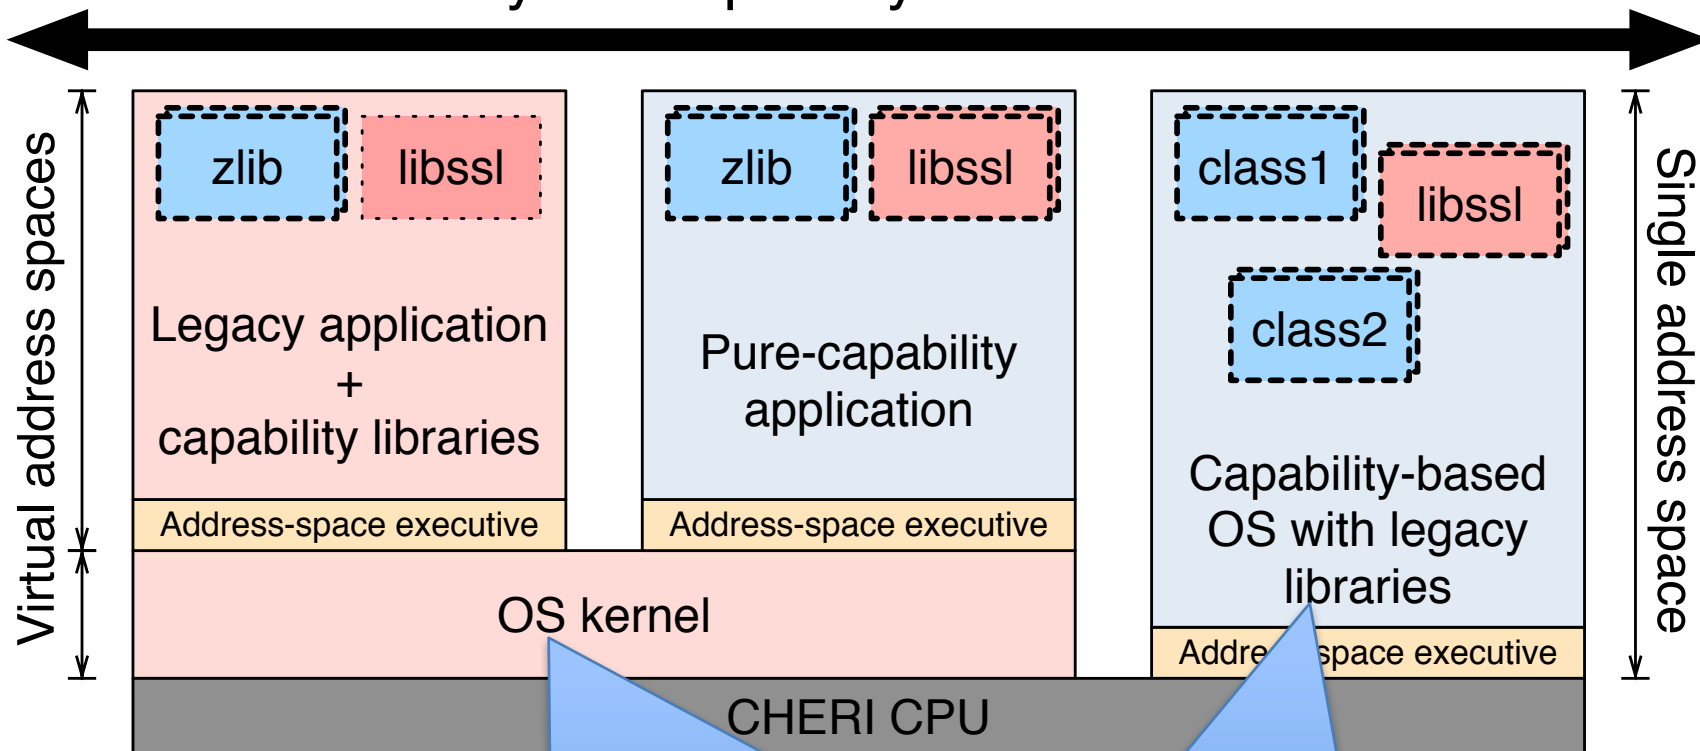 Virtual address spaces
zlib
libssl
Legacy application
+
capability libraries
Address-space executive
zlib
libssl
Pure-capability
application
Address-space executive
OS kernel
class1
libssl
class2
Capability-based
OS with legacy
libraries
space executive
Single address space
CHERI CPU